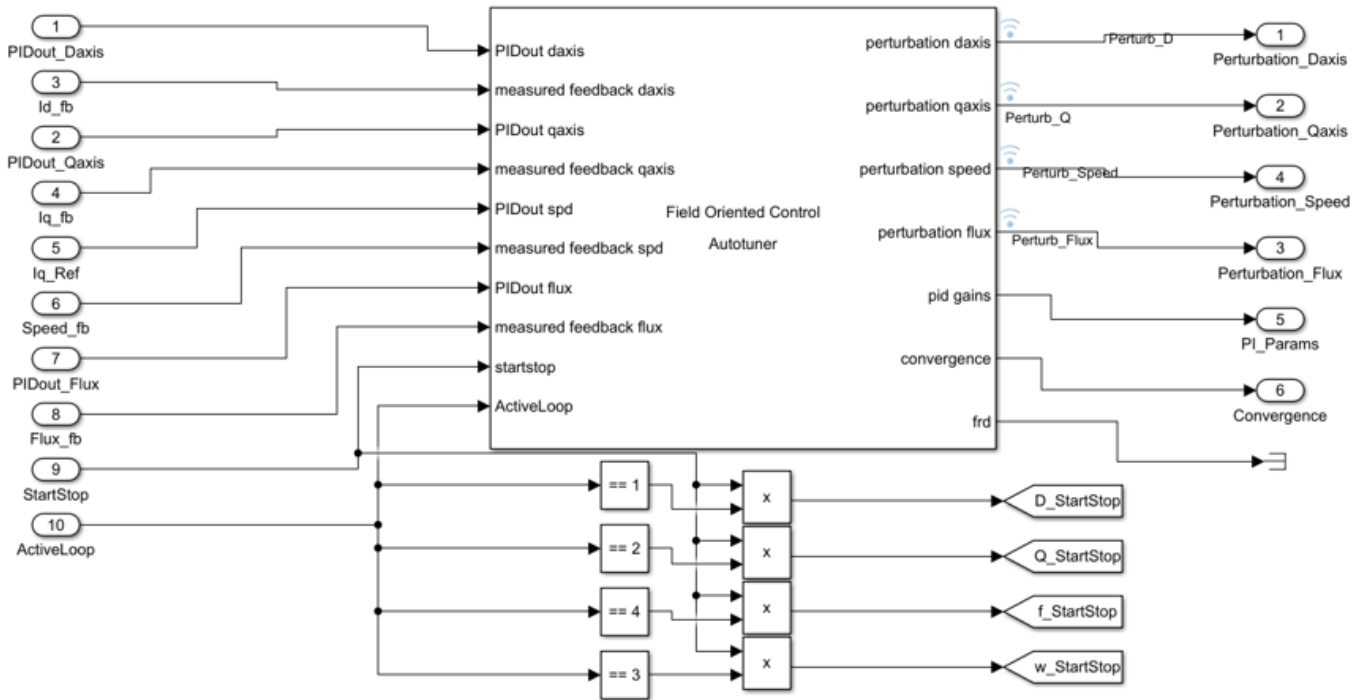 1
PIDout_Daxis
3
Id_fb
2
PIDout_Qaxis
4
Iq_fb
5
Iq_Ref
6
Speed_fb
7
PIDout_Flux
8
Flux_fb
9
StartStop
10
ActiveLoop
PIDout daxis
measured feedback daxis
PIDout qaxis
measured feedback qaxis
PIDout spd
measured feedback spd
PIDout flux
measured feedback flux
startstop
ActiveLoop
Field Oriented Control
Autotuner
perturbation daxis
perturbation qaxis
perturbation speed
perturbation flux
pid gains
convergence
frd
Perturb_D
Perturb_Q
Perturb_Speed
Perturb_Flux
1
Perturbation_Daxis
2
Perturbation_Qaxis
4
Perturbation_Speed
3
Perturbation_Flux
5
PI_Params
6
Convergence
== 1
x
D_StartStop
== 2
x
Q_StartStop
== 4
x
f_StartStop
== 3
x
w_StartStop